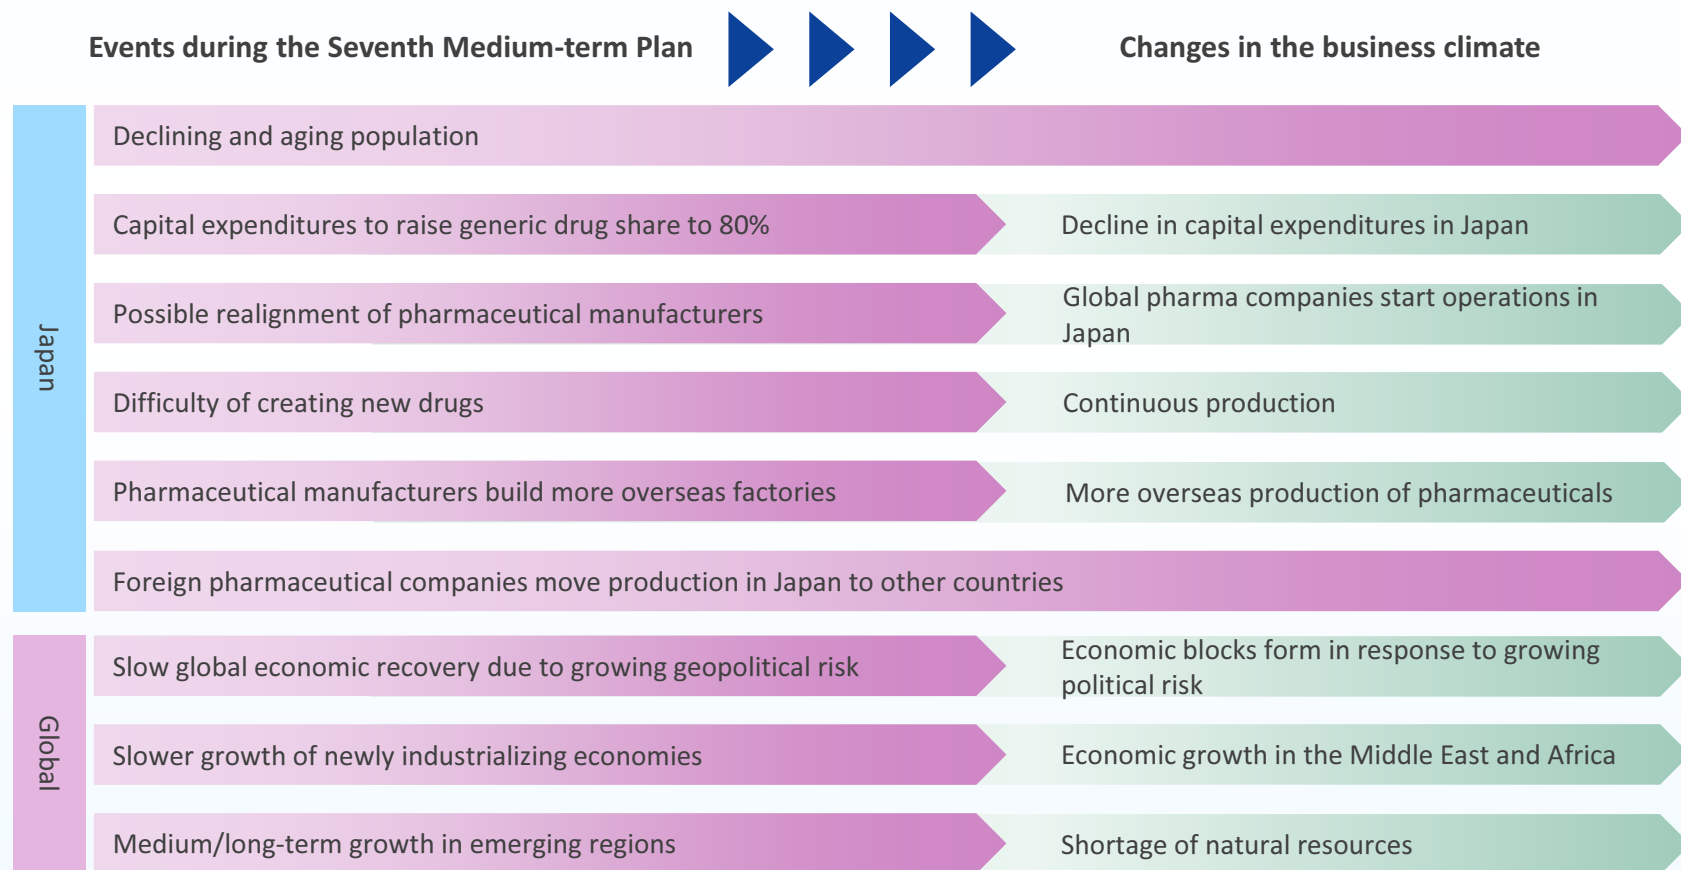 Events during the Seventh Medium-term Plan
Changes in the business climate
Japan
Declining and aging population
Capital expenditures to raise generic drug share to 80%
Decline in capital expenditures in Japan
Possible realignment of pharmaceutical manufacturers
Global pharma companies start operations in
Japan
Difficulty of creating new drugs
Continuous production
Pharmaceutical manufacturers build more overseas factories
More overseas production of pharmaceuticals
Foreign pharmaceutical companies move production in Japan to other countries
Global
Slow global economic recovery due to growing geopolitical risk
Economic blocks form in response to growing
political risk
Slower growth of newly industrializing economies
Economic growth in the Middle East and Africa
Medium/long-term growth in emerging regions
Shortage of natural resources